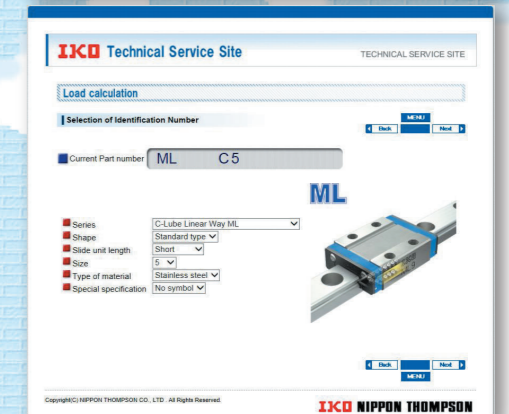 IKO Technical Service Site
TECHNICAL SERVICE SITE
Load calculation
Selection of Identification Number
MENU
Back Next
Current Part number ML C5
ML
Series C-Lube Linear Way ML
Shape Standard type
Slide unit length Short
Size 5
Type of material Stainless steel
Special specification No symbol
Back Next
MENU
Copyright(C) NIPPON THOMPSON CO., LTD . All Rights Reserved.
IKO NIPPON THOMPSON